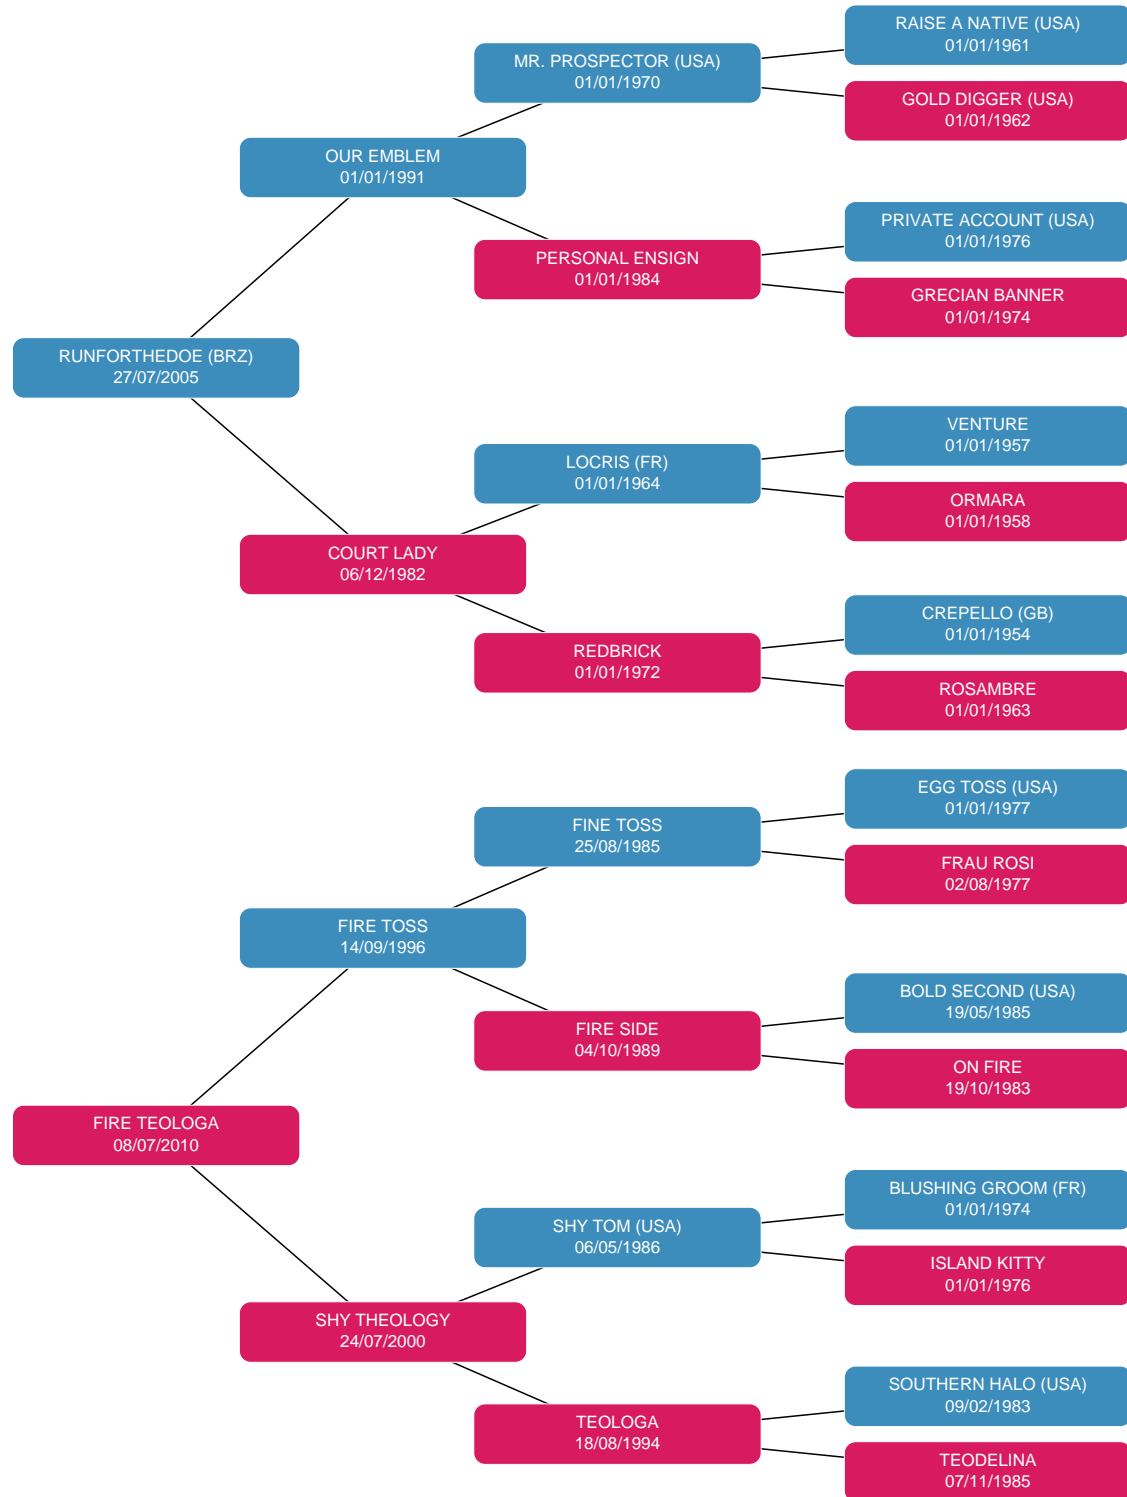 RAISE A NATIVE (USA)
01/01/1961
MR. PROSPECTOR (USA)
01/01/1970
GOLD DIGGER (USA)
01/01/1962
OUR EMBLEM
01/01/1991
PRIVATE ACCOUNT (USA)
01/01/1976
PERSONAL ENSIGN
01/01/1984
GRECIAN BANNER
01/01/1974
RUNFORTHEDOE (BRZ)
27/07/2005
VENTURE
01/01/1957
LOCRIS (FR)
01/01/1964
ORMARA
01/01/1958
COURT LADY
06/12/1982
CREPELLO (GB)
01/01/1954
REDBRICK
01/01/1972
ROSAMBRE
01/01/1963
EGG TOSS (USA)
01/01/1977
FINE TOSS
25/08/1985
FRAU ROSI
02/08/1977
FIRE TOSS
14/09/1996
BOLD SECOND (USA)
19/05/1985
FIRE SIDE
04/10/1989
ON FIRE
19/10/1983
FIRE TEOLOGA
08/07/2010
BLUSHING GROOM (FR)
01/01/1974
SHY TOM (USA)
06/05/1986
ISLAND KITTY
01/01/1976
SHY THEOLOGY
24/07/2000
SOUTHERN HALO (USA)
09/02/1983
TEOLOGA
18/08/1994
TEODELINA
07/11/1985